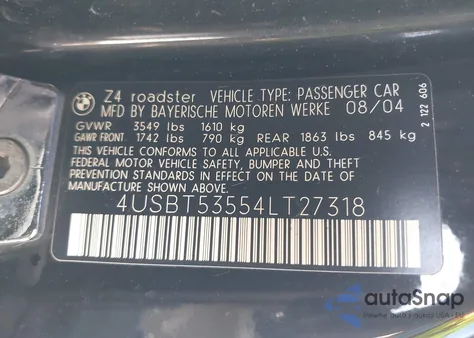 Z4 roadster VEHICLE TYPE: PASSENGER CAR
MFD BY BAYERISCHE MOTOREN WERKE 08/04
GVWR 3549 lbs 1610 kg
GAWR FRONT 1742 lbs 790 kg REAR 1863 lbs 845 kg
THIS VEHICLE CONFORMS TO ALL APPLICABLE U.S.
FEDERAL MOTOR VEHICLE SAFETY, BUMPER AND THEFT
PREVENTION STANDARDS IN EFFECT ON THE DATE
OF MANUFACTURE SHOWN ABOVE.
4USBT53554LT27318
2 122 606
autoSnap